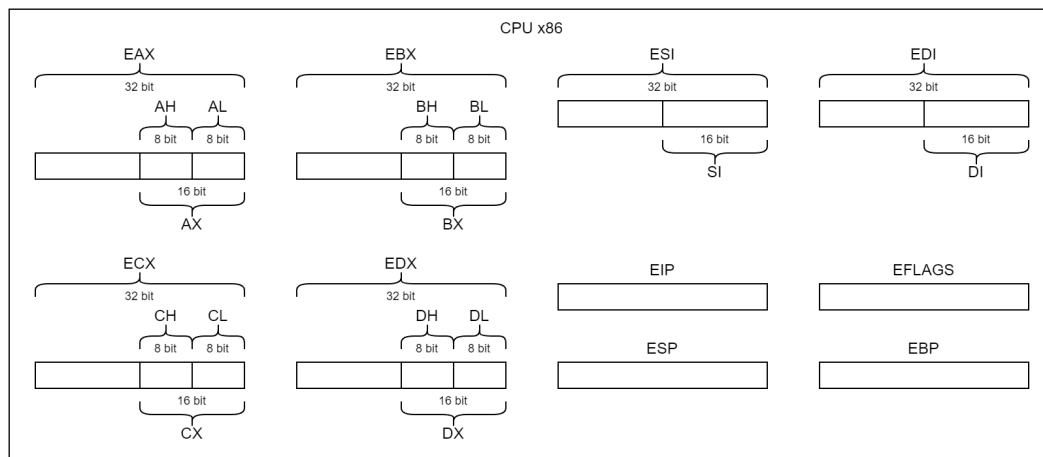 CPU x86
EAX EBX ESI EDI
32 bit 32 bit 32 bit 32 bit
AH AL BH BL
8 bit 8 bit 8 bit 8 bit 16 bit 16 bit
SI DI
16 bit 16 bit
AX BX
ECX EDX EIP EFLAGS
32 bit 32 bit
CH CL DH DL
8 bit 8 bit 8 bit 8 bit ESP EBP
16 bit 16 bit
CX DX